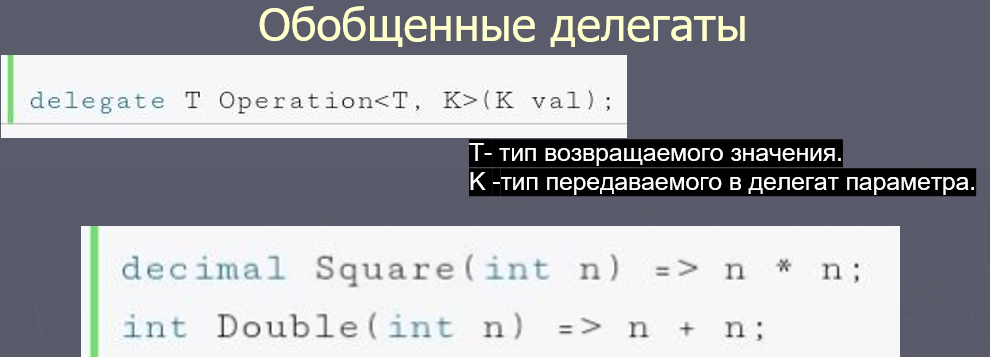 Обобщенные делегаты
delegate T Operation<T, K>(K val);
T- тип возвращаемого значения.
K -тип передаваемого в делегат параметра.
decimal Square(int n) => n * n;
int Double(int n) => n + n;